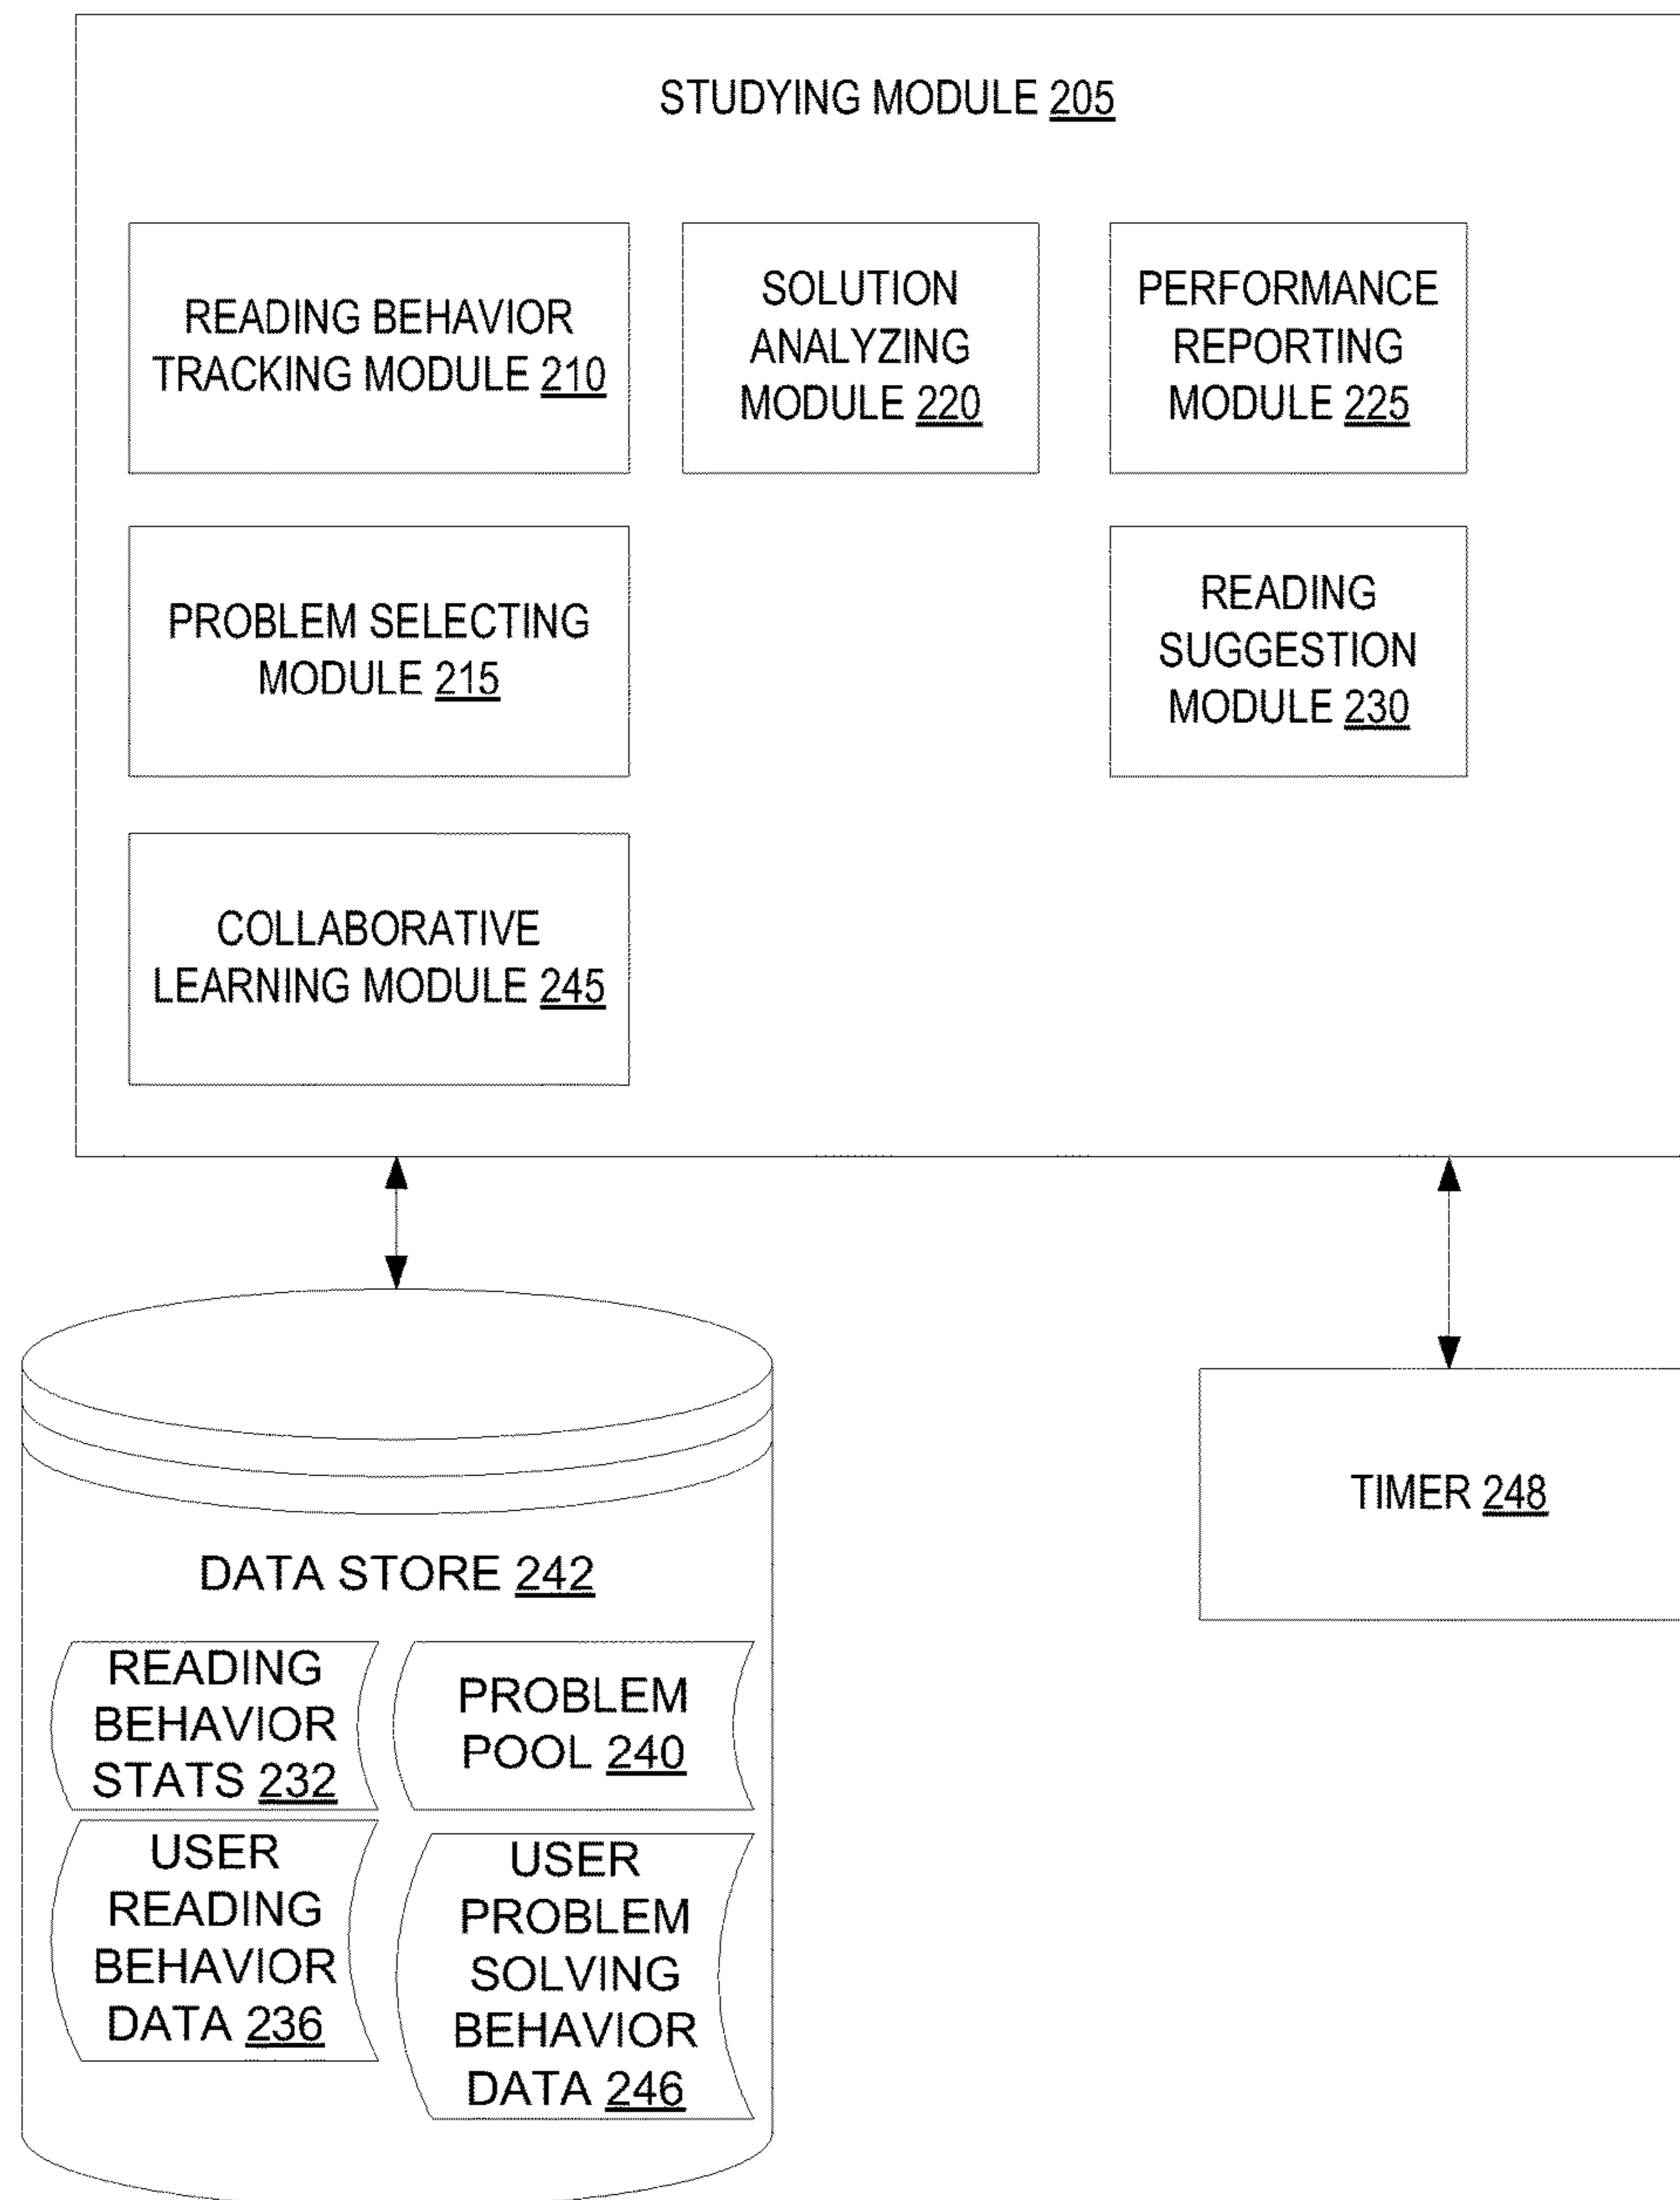 STUDYING MODULE 205
READING BEHAVIOR
TRACKING MODULE 210
SOLUTION
ANALYZING
MODULE 220
PERFORMANCE
REPORTING
MODULE 225
PROBLEM SELECTING
MODULE 215
READING
SUGGESTION
MODULE 230
COLLABORATIVE
LEARNING MODULE 245
TIMER 248
DATA STORE 242
READING
BEHAVIOR
STATS 232
PROBLEM
POOL 240
USER
READING
BEHAVIOR
DATA 236
USER
PROBLEM
SOLVING
BEHAVIOR
DATA 246